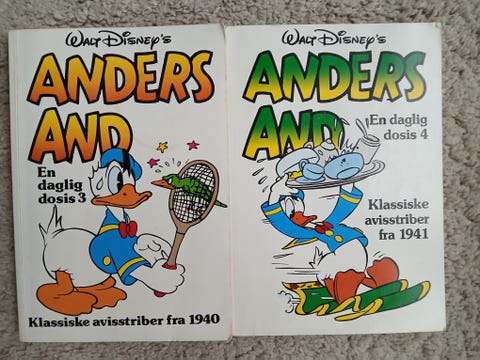 WALT DISNEY'S
ANDERS
AND
En
daglig
dosis 3
Klassiske avisstriber fra 1940
WALT DISNEY'S
ANDERS
AND
En daglig
dosis 4
Klassiske
avisstriber
fra 1941